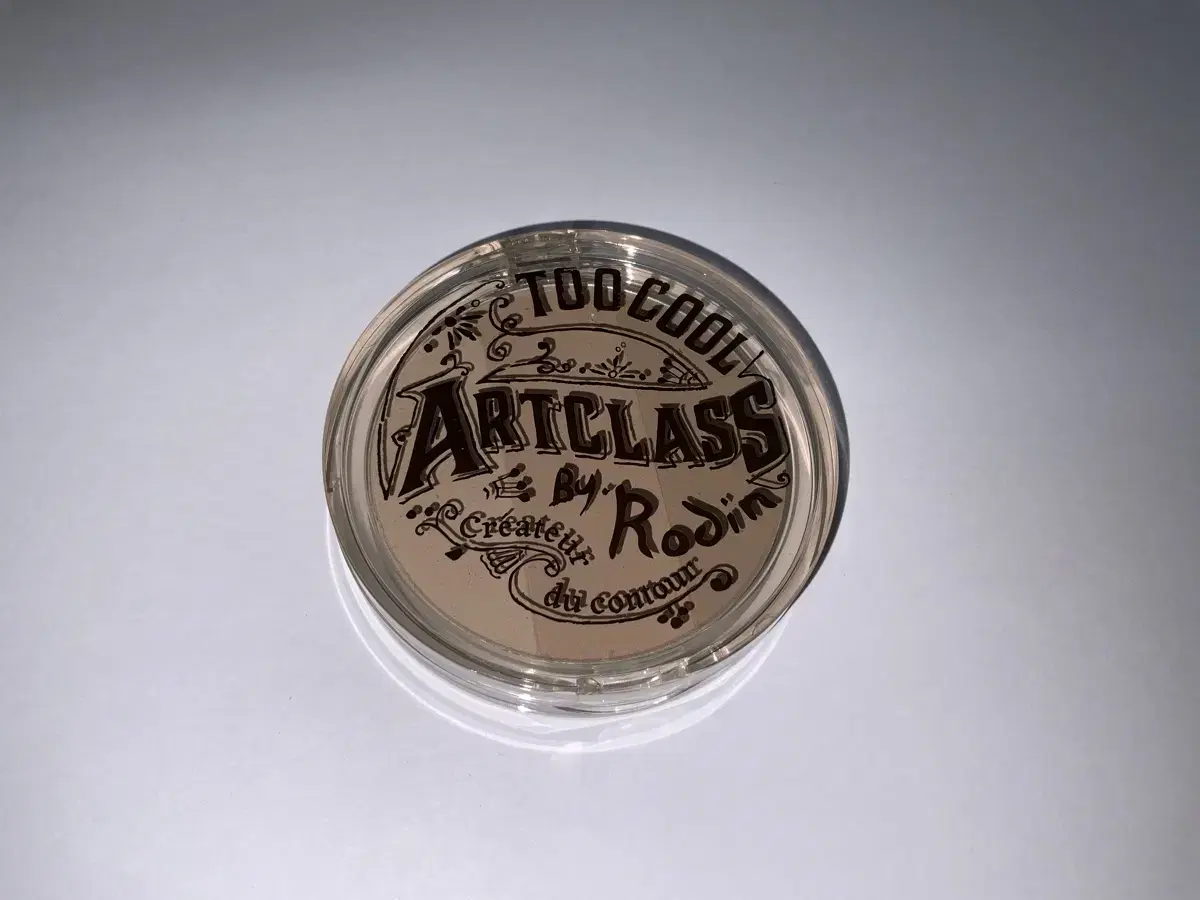 TOO COOL
ARTCLASS
By Rodin
Créateur
du contour